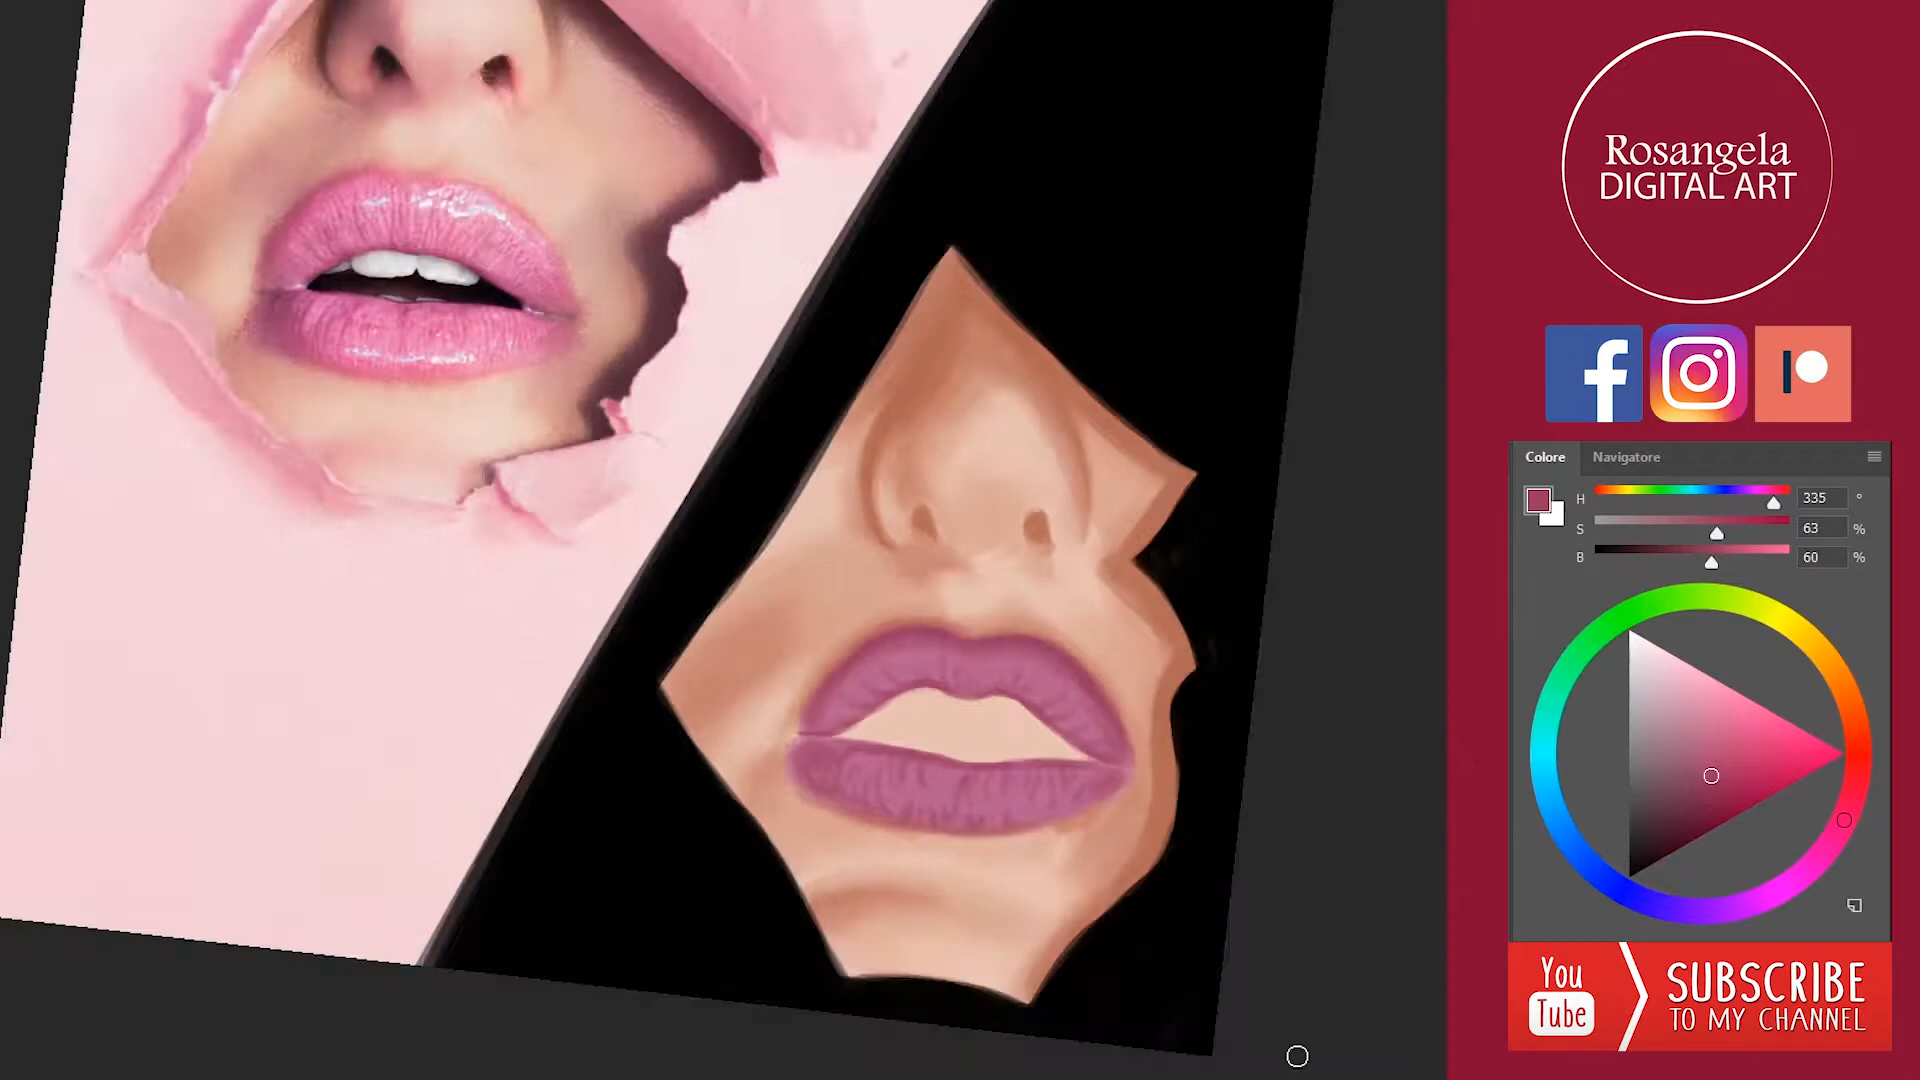 Rosangela
DIGITAL ART
Colore
Navigatore
H
335
°
S
63
%
B
60
%
You
Tube
SUBSCRIBE
TO MY CHANNEL